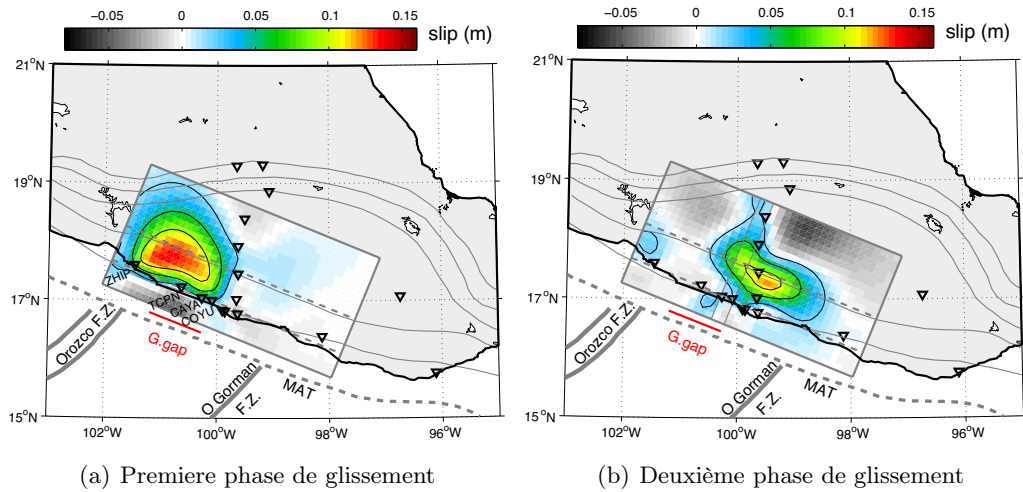 −0.05 0 0.05 0.1 0.15 slip (m)
21°N
19°N
17°N
15°N
102°W 100°W 98°W 96°W
ZHIP
TCPN
CAYA
COYU
G.gap
Orozco F.Z.
O Gorman
F.Z.
MAT
(a) Premiere phase de glissement
−0.05 0 0.05 0.1 0.15 slip (m)
21°N
19°N
17°N
15°N
102°W 100°W 98°W 96°W
G.gap
Orozco F.Z.
O Gorman
F.Z.
MAT
(b) Deuxième phase de glissement